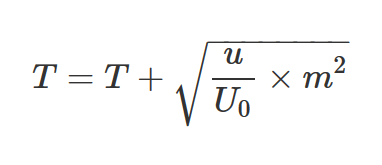 T = T + √(u/U₀ × m²)